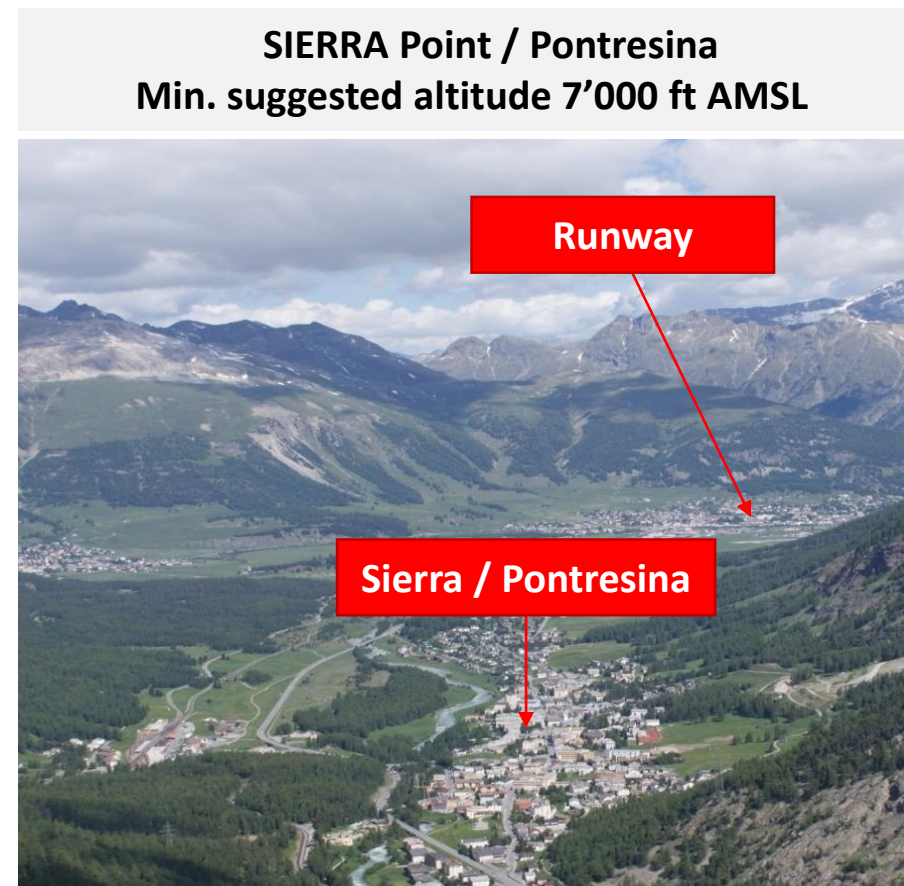 SIERRA Point / Pontresina
Min. suggested altitude 7’000 ft AMSL
Runway
Sierra / Pontresina